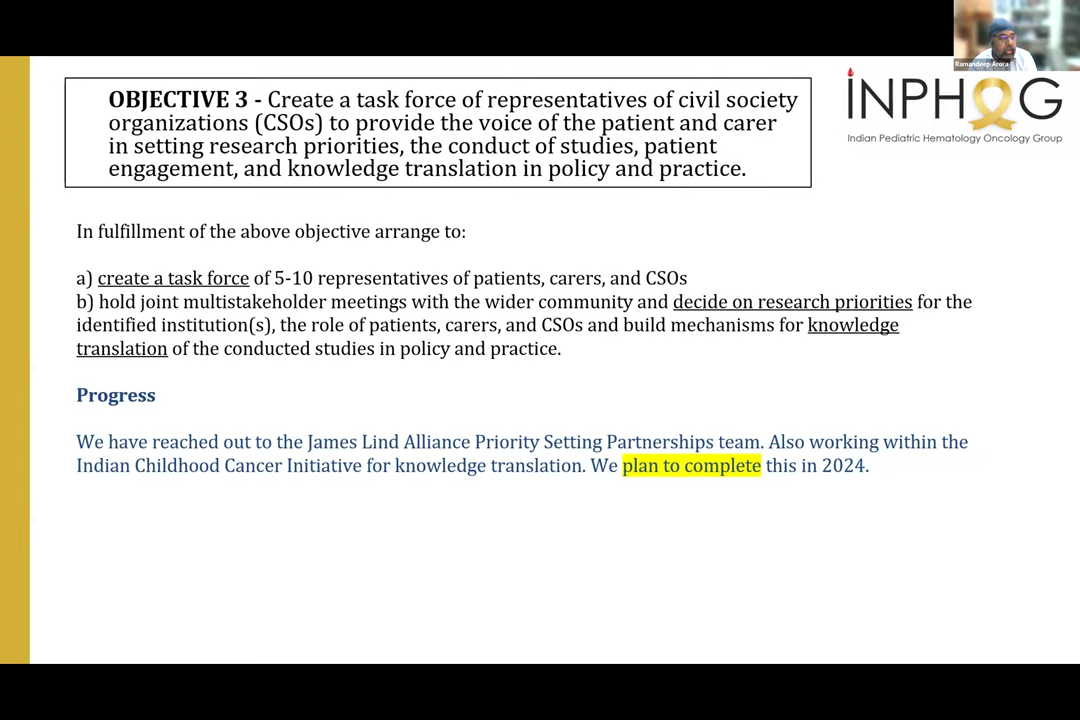 Ramandeep Arora
OBJECTIVE 3 - Create a task force of representatives of civil society
organizations (CSOs) to provide the voice of the patient and carer
in setting research priorities, the conduct of studies, patient
engagement, and knowledge translation in policy and practice.
INPHOG
Indian Pediatric Hematology Oncology Group
In fulfillment of the above objective arrange to:
a) create a task force of 5-10 representatives of patients, carers, and CSOs
b) hold joint multistakeholder meetings with the wider community and decide on research priorities for the
identified institution(s), the role of patients, carers, and CSOs and build mechanisms for knowledge
translation of the conducted studies in policy and practice.
Progress
We have reached out to the James Lind Alliance Priority Setting Partnerships team. Also working within the
Indian Childhood Cancer Initiative for knowledge translation. We plan to complete this in 2024.